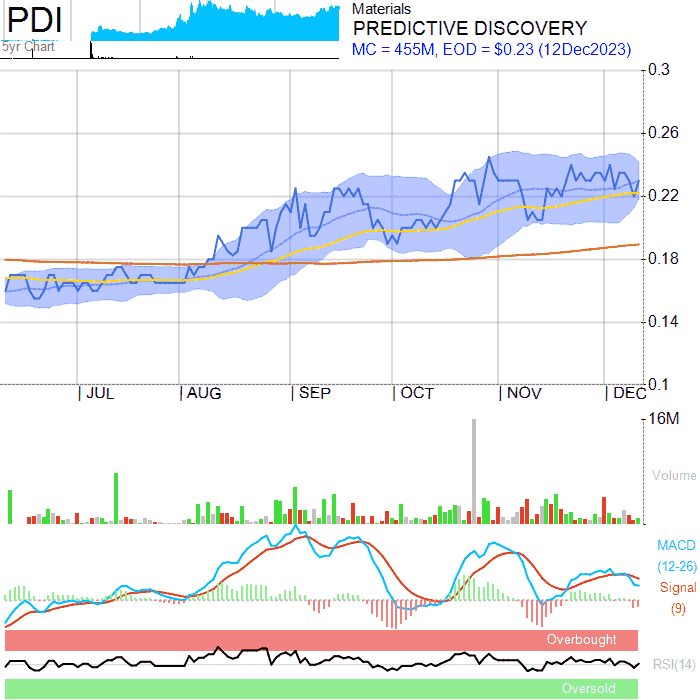 PDI
5yr Chart
Materials
PREDICTIVE DISCOVERY
MC = 455M, EOD = $0.23 (12Dec2023)
0.3
0.26
0.22
0.18
0.14
0.1
| JUL | AUG | SEP | OCT | NOV | DEC
16M
Volume
MACD
(12-26)
Signal
(9)
Overbought
RSI(14)
Oversold